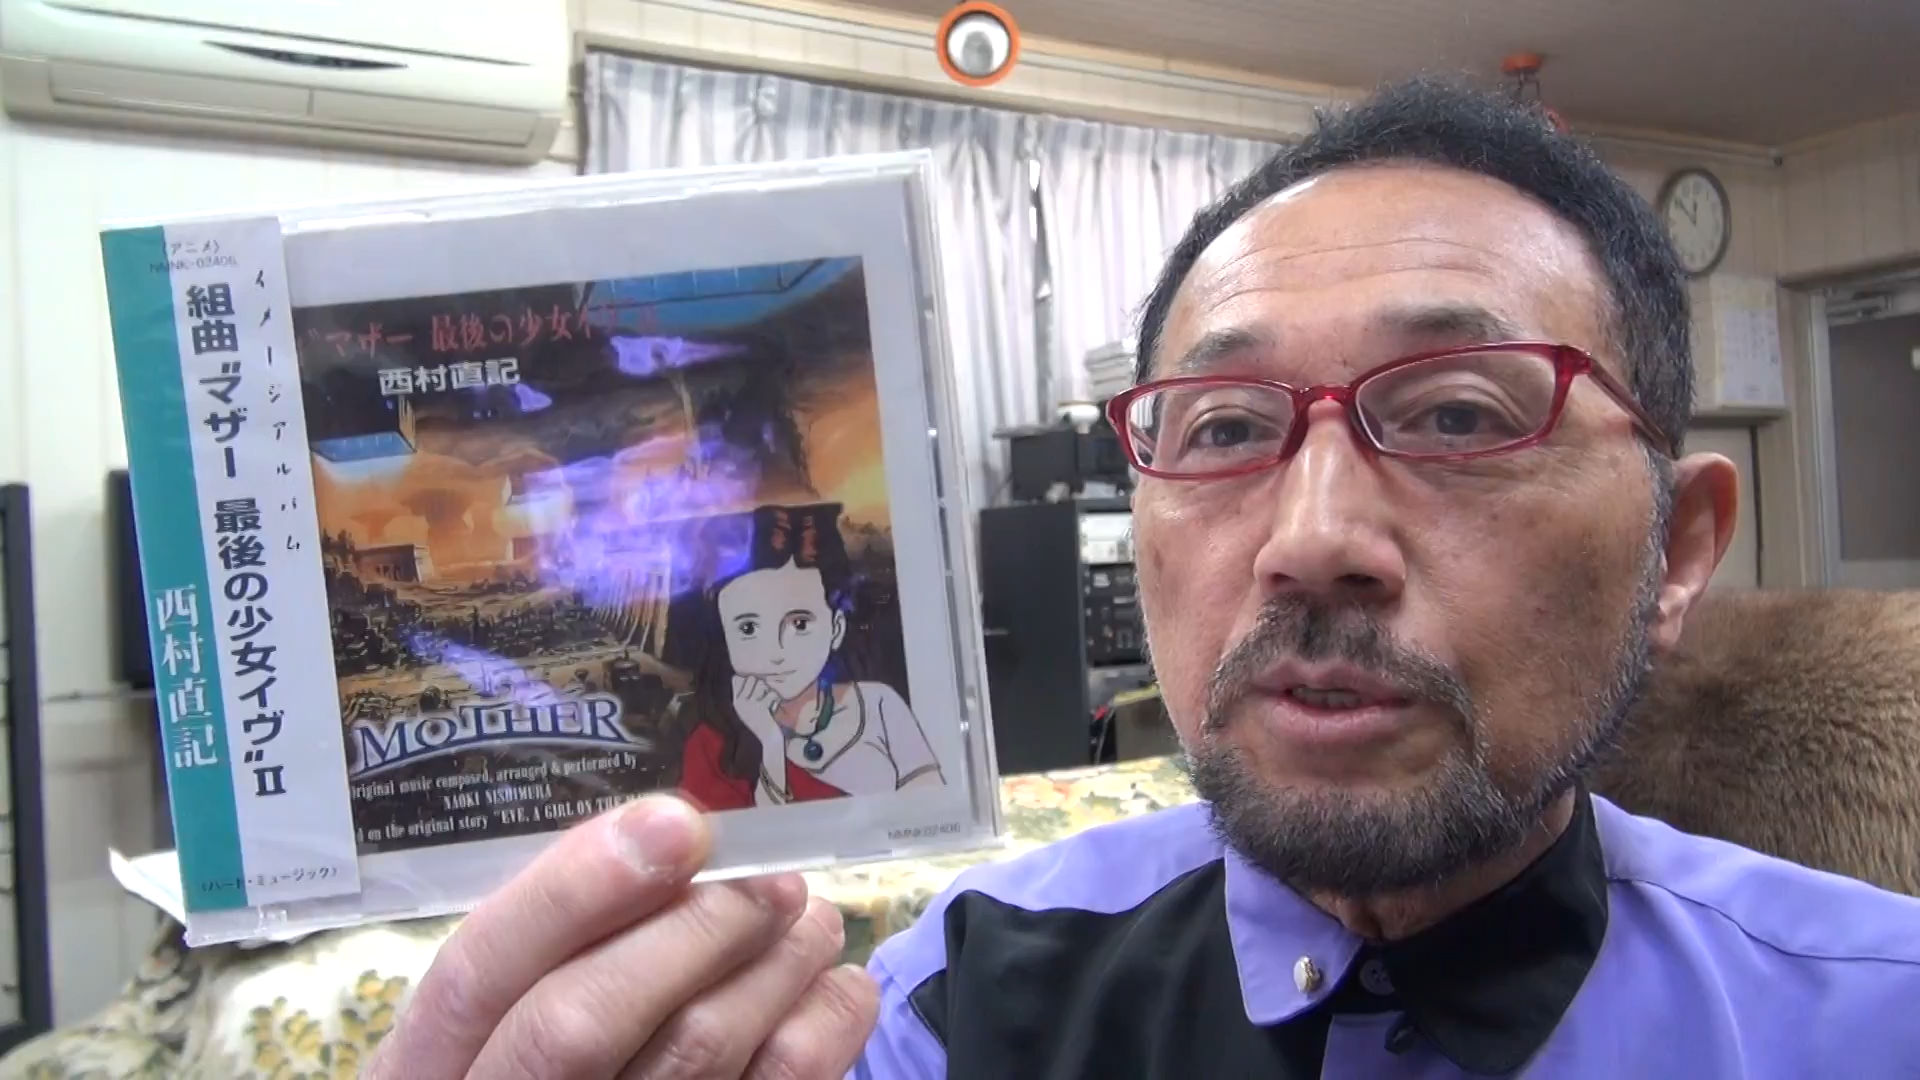 〈アニメ〉
NMNK-02406
イメージアルバム
組曲〝マザー 最後の少女イヴ〟Ⅱ
西村直記
〈ハート・ミュージック〉
マザー 最後の少女イヴ
西村直記
MOTHER
original music composed, arranged & performed by
NAOKI NISHIMURA
on the original story "EVE, A GIRL ON THE
NMNK-02406